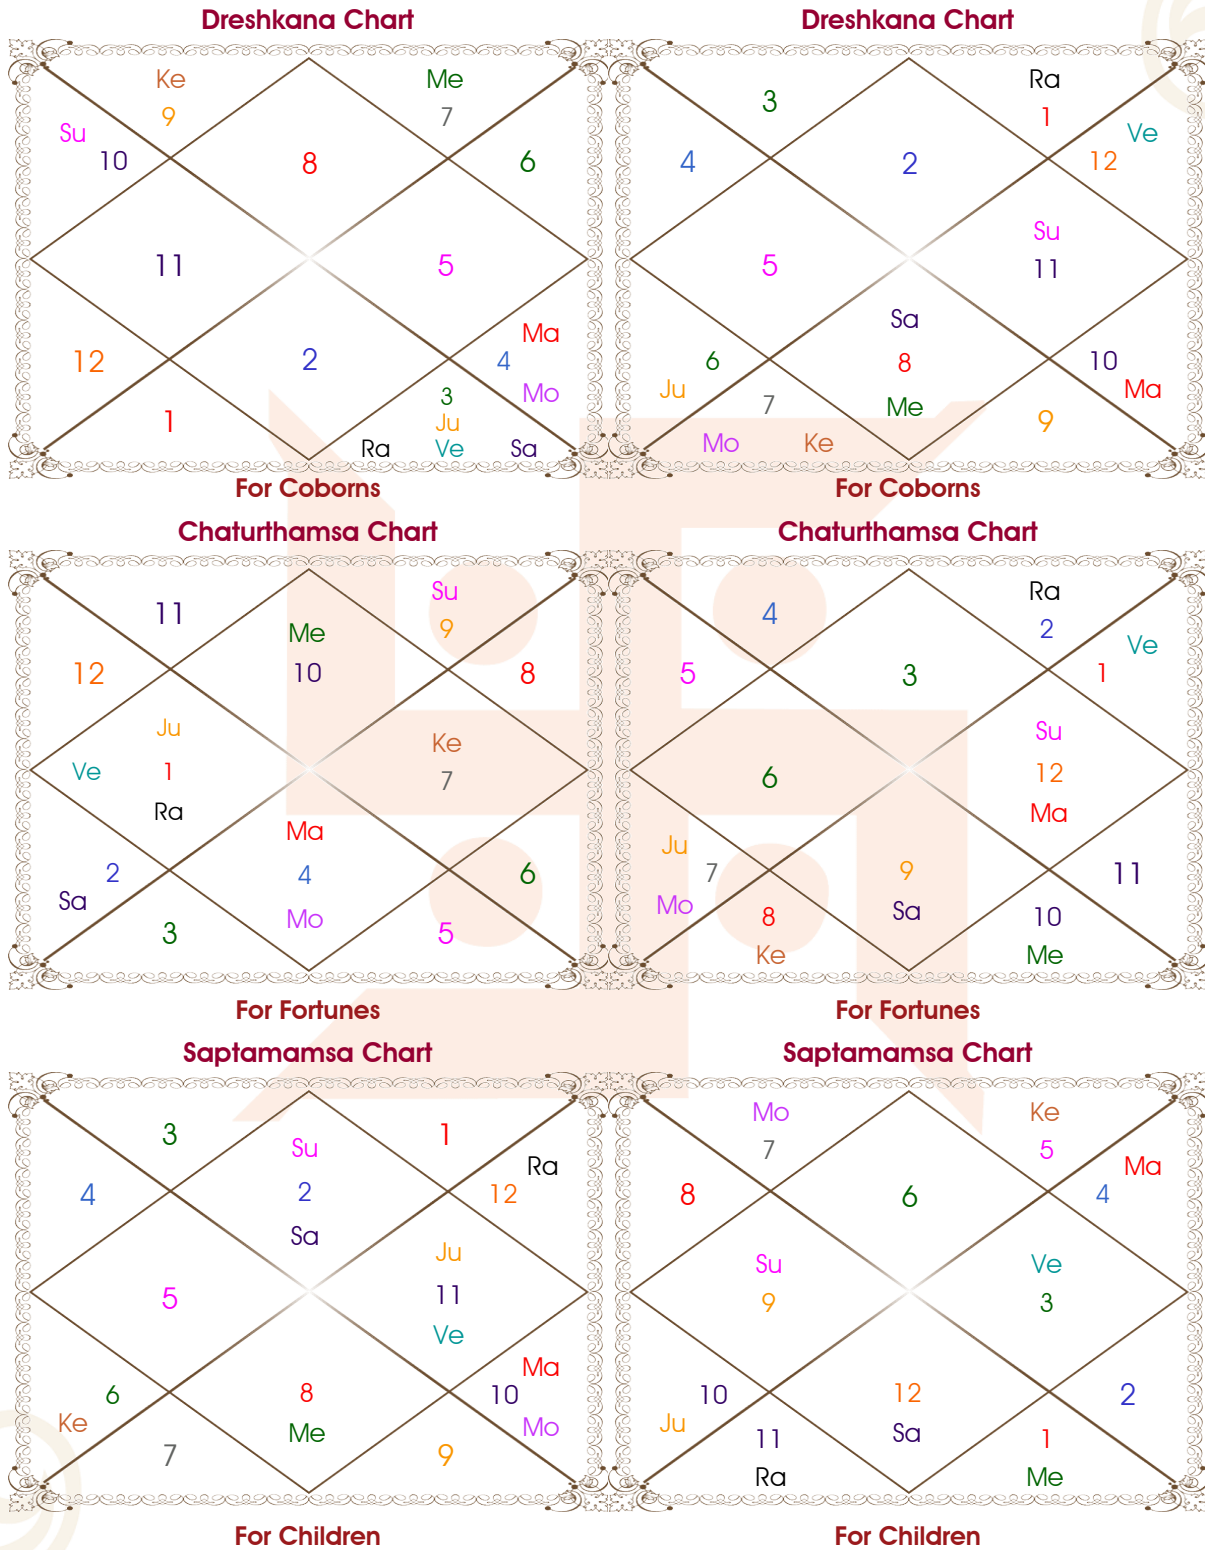 Dreshkana Chart
Ke
Me
9
7
Su
10
8
6
11
5
Ma
12
2
4
Mo
3
1
Ju
Ra Ve Sa
For Coborns
Dreshkana Chart
Ra
3
1
Ve
4
2
12
Su
5
11
Sa
6
8
10
Ju
7
Me
Ma
9
Mo Ke
For Coborns
Chaturthamsa Chart
Su
11
9
Me
12
10
8
Ju
Ke
Ve 1
7
Ra
Ma
2
4
6
Sa
Mo
3
5
For Fortunes
Chaturthamsa Chart
Ra
4
2
Ve
5
3
1
Su
6
12
Ma
Ju
7
9
11
Mo
Sa
8
10
Ke
Me
For Fortunes
Saptamamsa Chart
3
1
Su
Ra
4
2
12
Sa
Ju
5
11
Ve
Ma
6
8
10
Ke
Me
Mo
7
9
For Children
Saptamamsa Chart
Mo
Ke
7
5
Ma
8
6
4
Su
Ve
9
3
10
12
2
Ju
Sa
11
1
Ra
Me
For Children